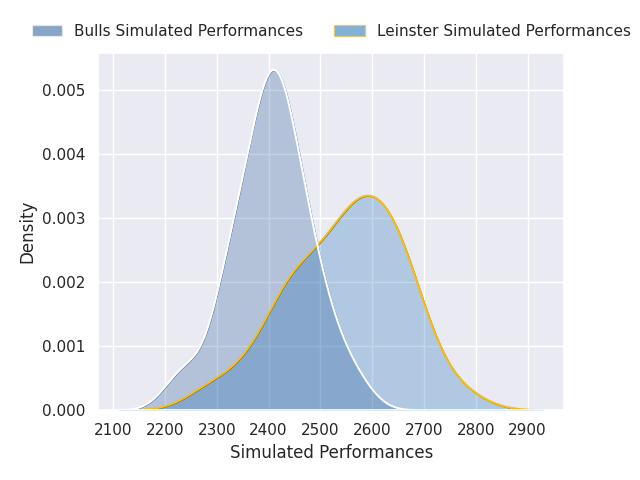 Bulls Simulated Performances
Leinster Simulated Performances
0.005
0.004
0.003
0.002
0.001
0.000
Density
2100 2200 2300 2400 2500 2600 2700 2800 2900
Simulated Performances